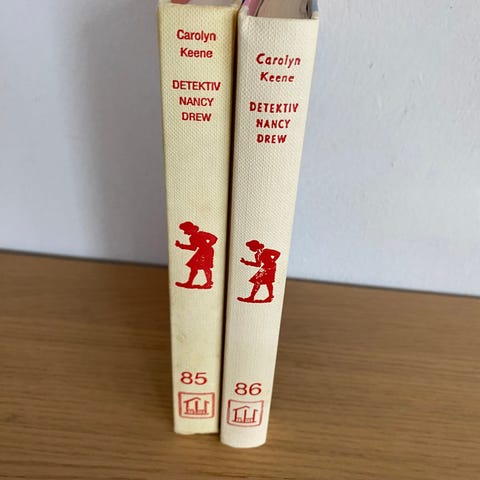 Carolyn
Keene
DETEKTIV
NANCY
DREW
85
Carolyn
Keene
DETEKTIV
NANCY
DREW
86